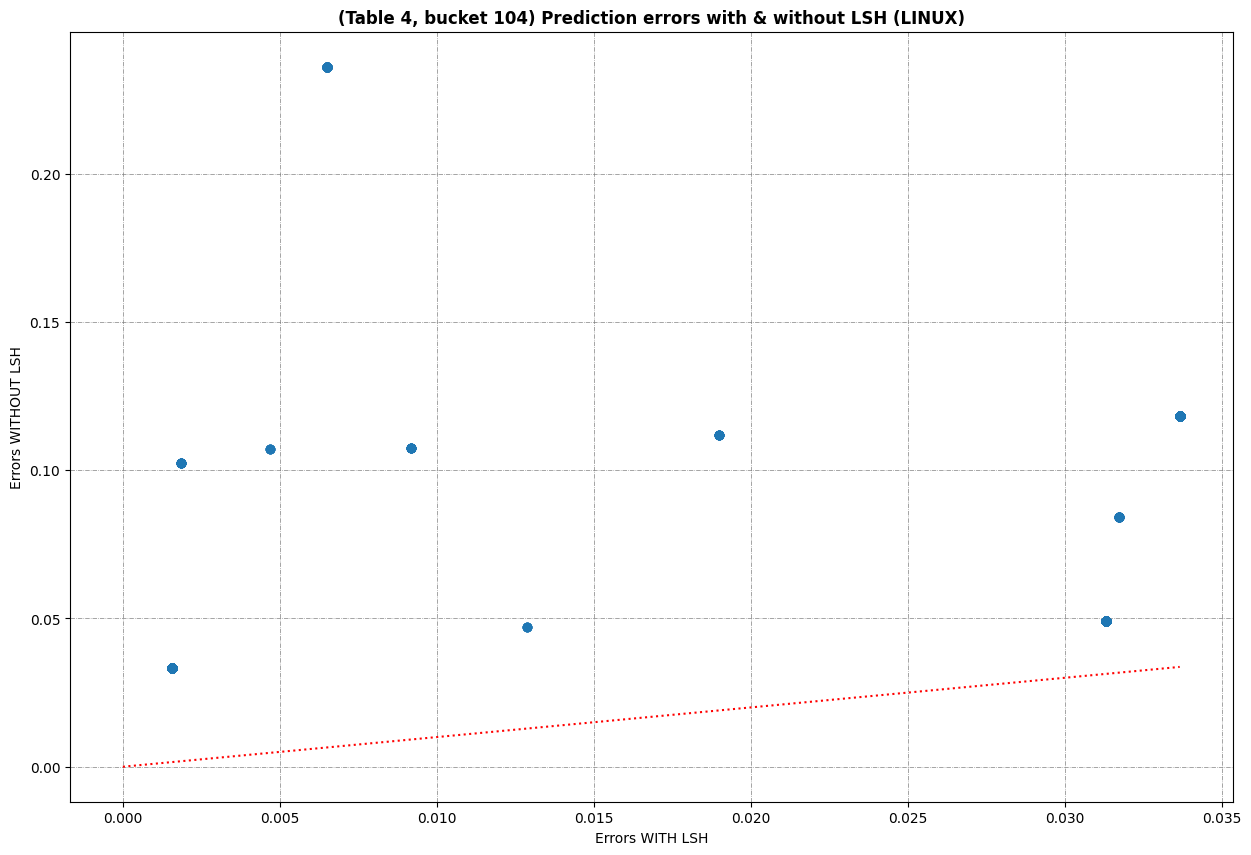 (Table 4, bucket 104) Prediction errors with & without LSH (LINUX)
Errors WITHOUT LSH
0.20
0.15
0.10
0.05
0.00
0.000 0.005 0.010 0.015 0.020 0.025 0.030 0.035
Errors WITH LSH